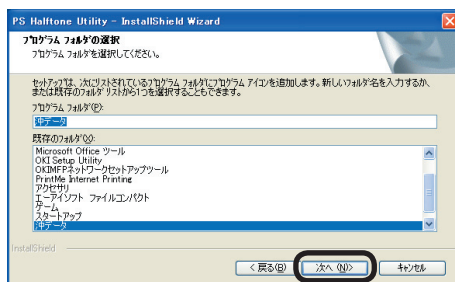 PS Halftone Utility - InstallShield Wizard
プログラム フォルダの選択
プログラム フォルダを選択してください。
セットアップは、次にリストされているプログラム フォルダにプログラム アイコンを追加します。新しいフォルダ名を入力するか、
または既存のフォルダ リストから1つを選択することもできます。
プログラム フォルダ(P):
沖データ
既存のフォルダ(X):
Microsoft Office ツール
OKI Setup Utility
OKIMFPネットワークセットアップツール
PrintMe Internet Printing
アクセサリ
エーアイソフト ファイルコンパクト
ゲーム
スタートアップ
沖データ
InstallShield
< 戻る(B)
次へ (N)>
キャンセル